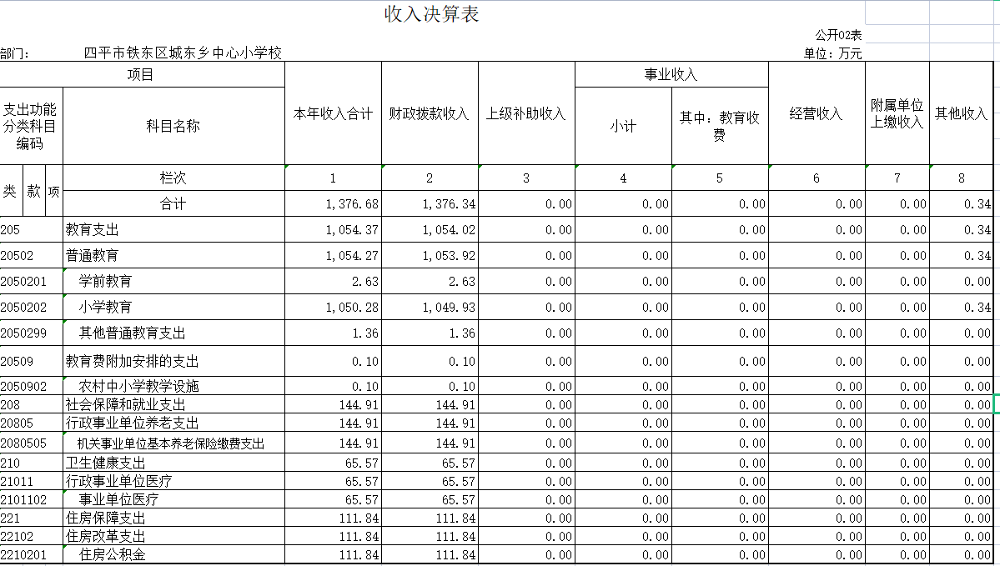 收入决算表
公开02表
部门： 四平市铁东区城东乡中心小学校 单位：万元
项目 本年收入合计 财政拨款收入 上级补助收入 事业收入 经营收入 附属单位上缴收入 其他收入
支出功能分类科目编码 科目名称 小计 其中：教育收费
类 款 项 栏次 1 2 3 4 5 6 7 8
合计 1,376.68 1,376.34 0.00 0.00 0.00 0.00 0.00 0.34
205 教育支出 1,054.37 1,054.02 0.00 0.00 0.00 0.00 0.00 0.34
20502 普通教育 1,054.27 1,053.92 0.00 0.00 0.00 0.00 0.00 0.34
2050201 学前教育 2.63 2.63 0.00 0.00 0.00 0.00 0.00 0.00
2050202 小学教育 1,050.28 1,049.93 0.00 0.00 0.00 0.00 0.00 0.34
2050299 其他普通教育支出 1.36 1.36 0.00 0.00 0.00 0.00 0.00 0.00
20509 教育费附加安排的支出 0.10 0.10 0.00 0.00 0.00 0.00 0.00 0.00
2050902 农村中小学教学设施 0.10 0.10 0.00 0.00 0.00 0.00 0.00 0.00
208 社会保障和就业支出 144.91 144.91 0.00 0.00 0.00 0.00 0.00 0.00
20805 行政事业单位养老支出 144.91 144.91 0.00 0.00 0.00 0.00 0.00 0.00
2080505 机关事业单位基本养老保险缴费支出 144.91 144.91 0.00 0.00 0.00 0.00 0.00 0.00
210 卫生健康支出 65.57 65.57 0.00 0.00 0.00 0.00 0.00 0.00
21011 行政事业单位医疗 65.57 65.57 0.00 0.00 0.00 0.00 0.00 0.00
2101102 事业单位医疗 65.57 65.57 0.00 0.00 0.00 0.00 0.00 0.00
221 住房保障支出 111.84 111.84 0.00 0.00 0.00 0.00 0.00 0.00
22102 住房改革支出 111.84 111.84 0.00 0.00 0.00 0.00 0.00 0.00
2210201 住房公积金 111.84 111.84 0.00 0.00 0.00 0.00 0.00 0.00